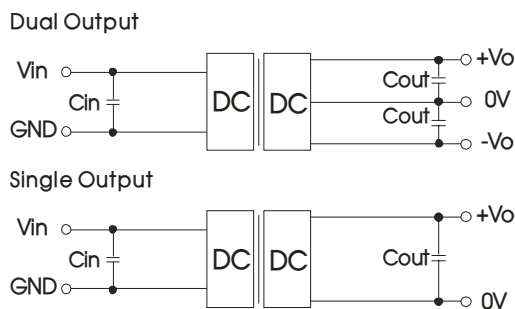 Dual Output
Vin
+Vo
Cout
Cin
DC
DC
0V
Cout
GND
-Vo
Single Output
Vin
+Vo
Cin
DC
DC
Cout
GND
0V